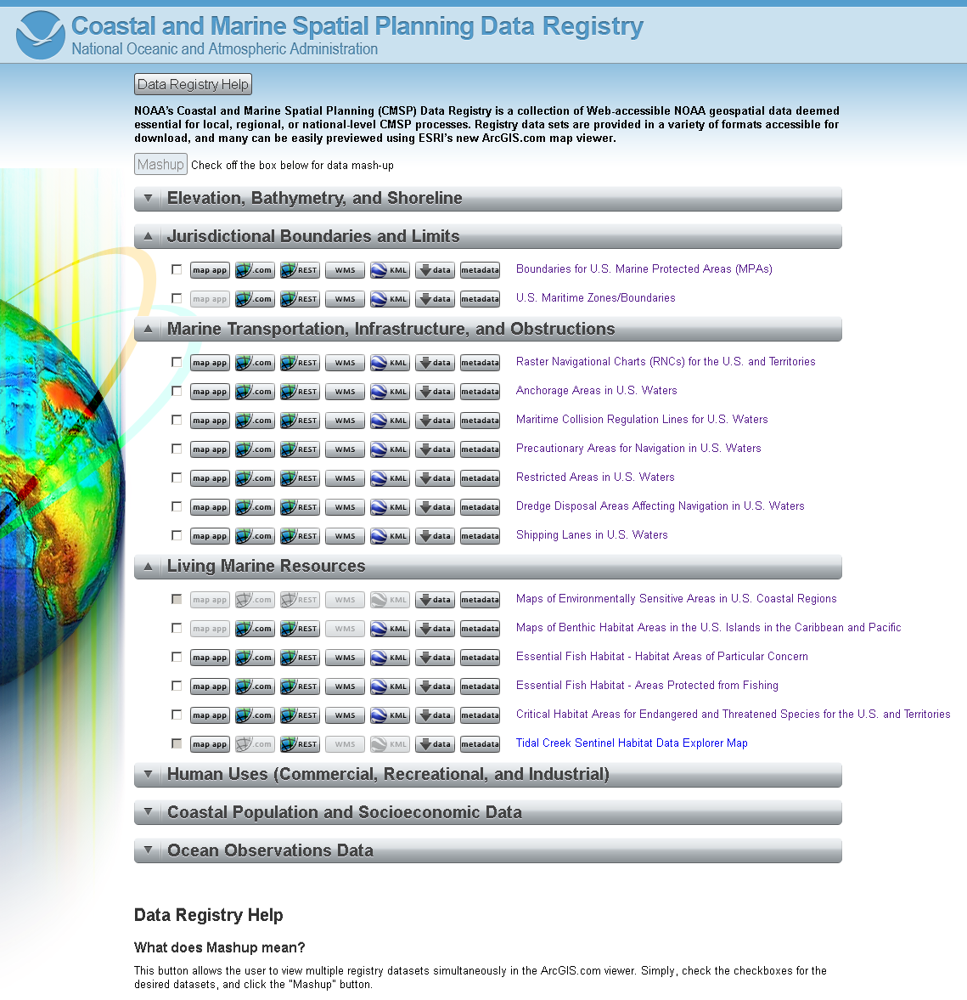 Coastal and Marine Spatial Planning Data Registry
National Oceanic and Atmospheric Administration
Data Registry Help
NOAA's Coastal and Marine Spatial Planning (CMSP) Data Registry is a collection of Web-accessible NOAA geospatial data deemed
essential for local, regional, or national-level CMSP processes. Registry data sets are provided in a variety of formats accessible for
download, and many can be easily previewed using ESRI's new ArcGIS.com map viewer.
Mashup Check off the box below for data mash-up
Elevation, Bathymetry, and Shoreline
Jurisdictional Boundaries and Limits
map app .com REST WMS KML data metadata Boundaries for U.S. Marine Protected Areas (MPAs)
map app .com REST WMS KML data metadata U.S. Maritime Zones/Boundaries
Marine Transportation, Infrastructure, and Obstructions
map app .com REST WMS KML data metadata Raster Navigational Charts (RNCs) for the U.S. and Territories
map app .com REST WMS KML data metadata Anchorage Areas in U.S. Waters
map app .com REST WMS KML data metadata Maritime Collision Regulation Lines for U.S. Waters
map app .com REST WMS KML data metadata Precautionary Areas for Navigation in U.S. Waters
map app .com REST WMS KML data metadata Restricted Areas in U.S. Waters
map app .com REST WMS KML data metadata Dredge Disposal Areas Affecting Navigation in U.S. Waters
map app .com REST WMS KML data metadata Shipping Lanes in U.S. Waters
Living Marine Resources
map app .com REST WMS KML data metadata Maps of Environmentally Sensitive Areas in U.S. Coastal Regions
map app .com REST WMS KML data metadata Maps of Benthic Habitat Areas in the U.S. Islands in the Caribbean and Pacific
map app .com REST WMS KML data metadata Essential Fish Habitat - Habitat Areas of Particular Concern
map app .com REST WMS KML data metadata Essential Fish Habitat - Areas Protected from Fishing
map app .com REST WMS KML data metadata Critical Habitat Areas for Endangered and Threatened Species for the U.S. and Territories
map app .com REST WMS KML data metadata Tidal Creek Sentinel Habitat Data Explorer Map
Human Uses (Commercial, Recreational, and Industrial)
Coastal Population and Socioeconomic Data
Ocean Observations Data
Data Registry Help
What does Mashup mean?
This button allows the user to view multiple registry datasets simultaneously in the ArcGIS.com viewer. Simply, check the checkboxes for the
desired datasets, and click the "Mashup" button.